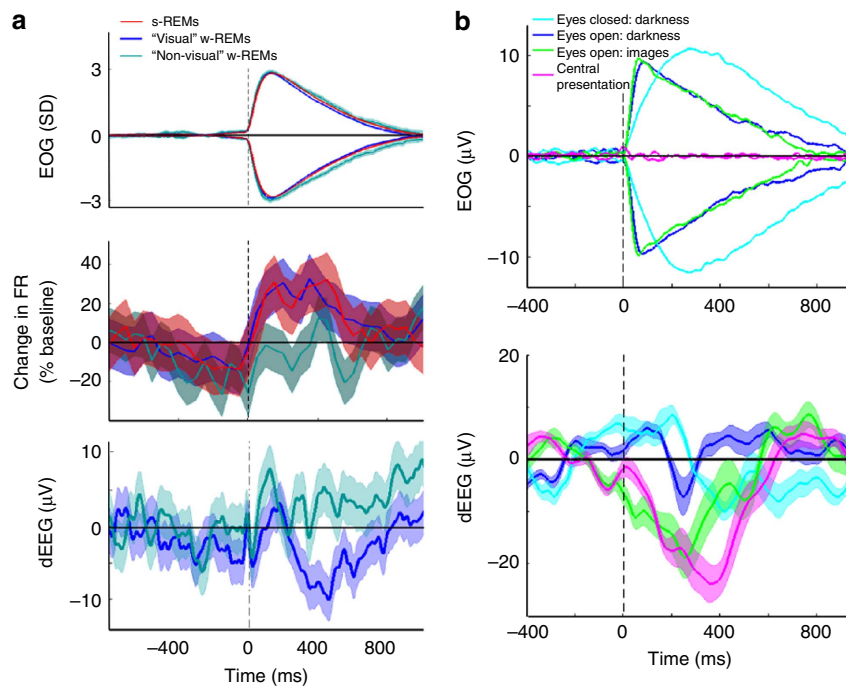 a
s-REMs
"Visual" w-REMs
"Non-visual" w-REMs
EOG (SD)
3
0
−3
Change in FR
(% baseline)
40
20
0
−20
dEEG (μV)
10
0
−10
−400 0 400 800
Time (ms)
b
Eyes closed: darkness
Eyes open: darkness
Eyes open: images
Central
presentation
EOG (μV)
10
0
−10
−400 0 400 800
dEEG (μV)
20
0
−20
−400 0 400 800
Time (ms)